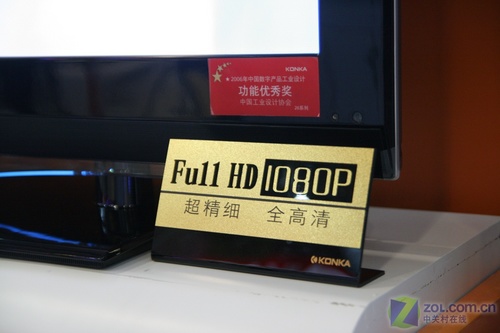 KONKA
2006年中国数字产品工业设计
功能优秀奖
中国工业设计协会
Full HD 1080P
超精细 全高清
KONKA
Z ZOL.COM.CN
中关村在线